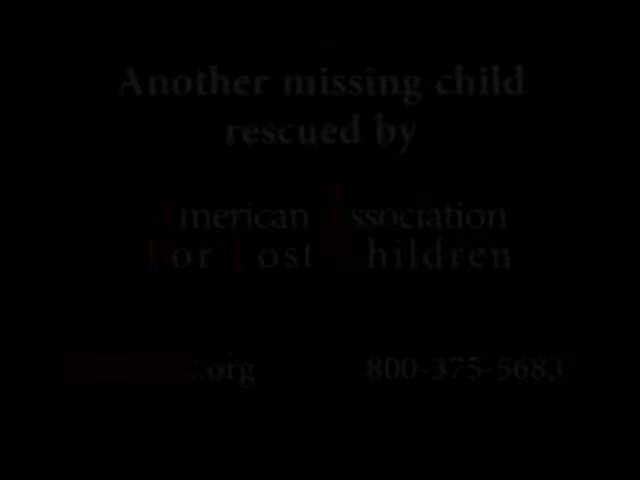 Another missing child
rescued by
American Association
For Lost Children
.org 800-375-5683